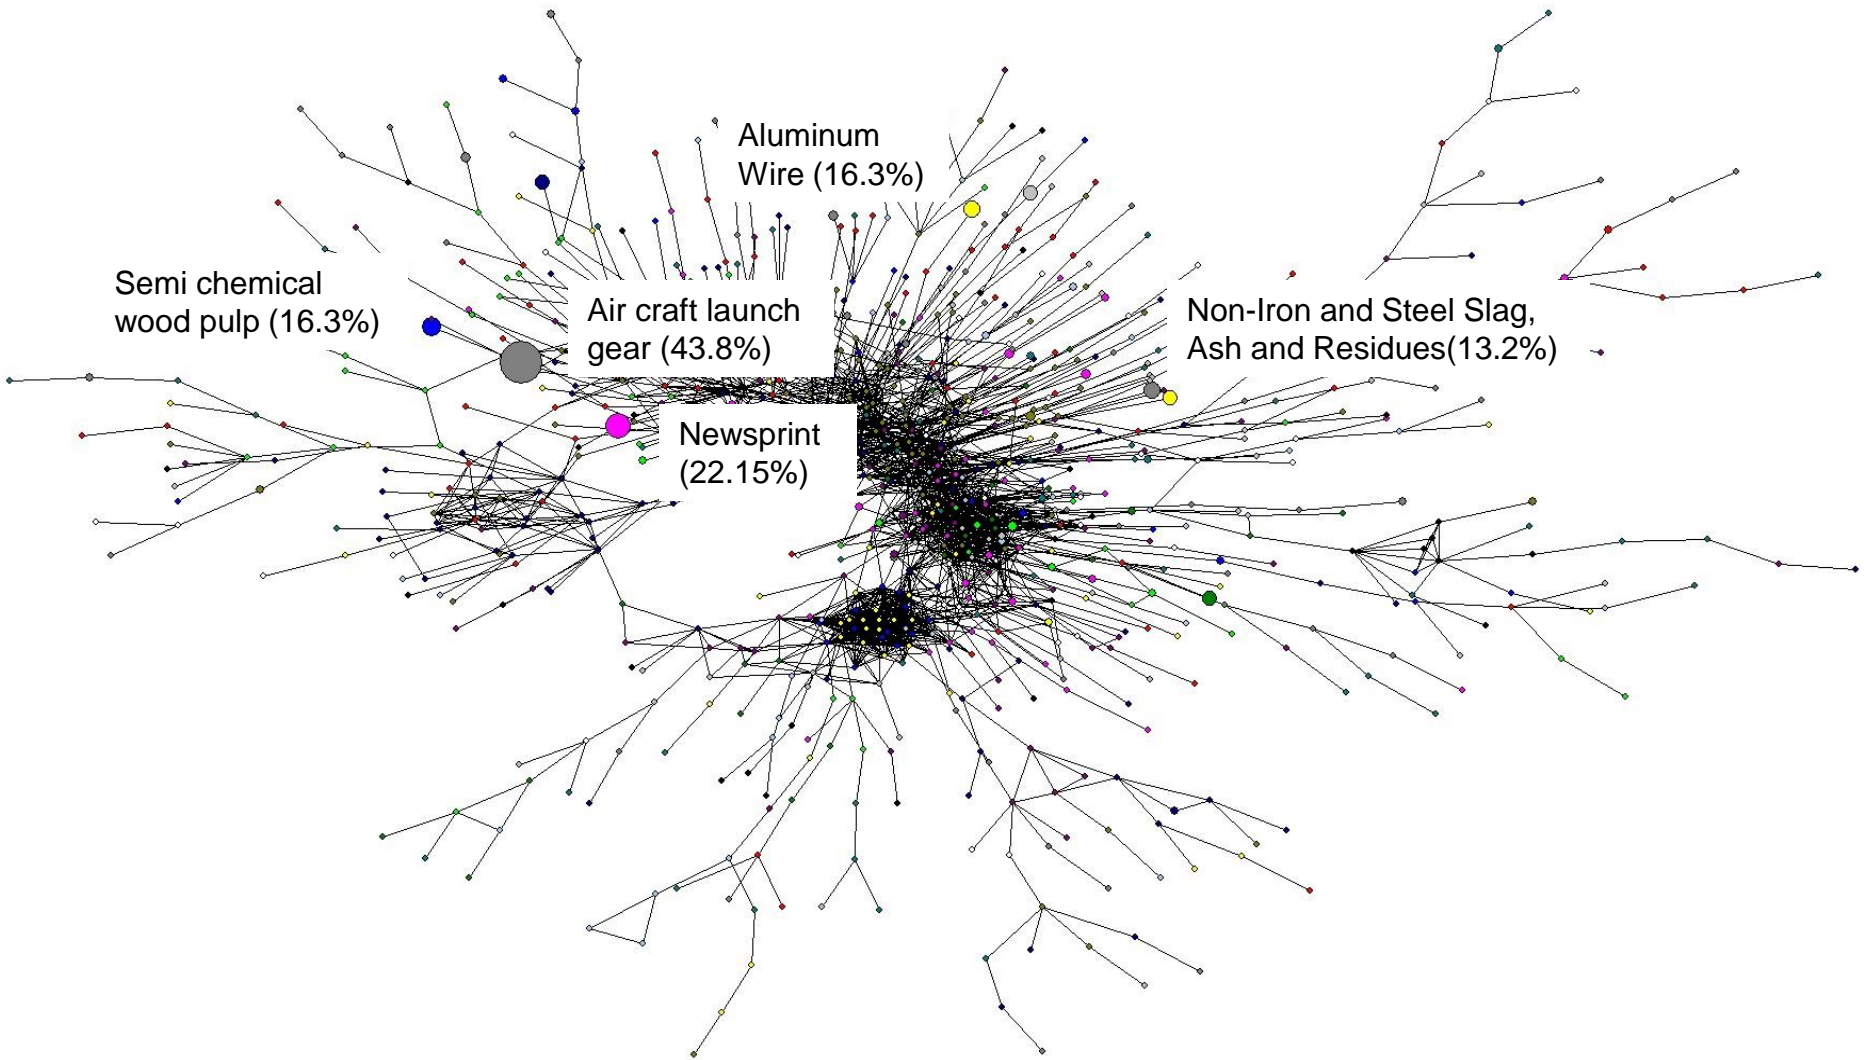 Aluminum
Wire (16.3%)
Semi chemical
wood pulp (16.3%)
Air craft launch
gear (43.8%)
Non-Iron and Steel Slag,
Ash and Residues(13.2%)
Newsprint
(22.15%)